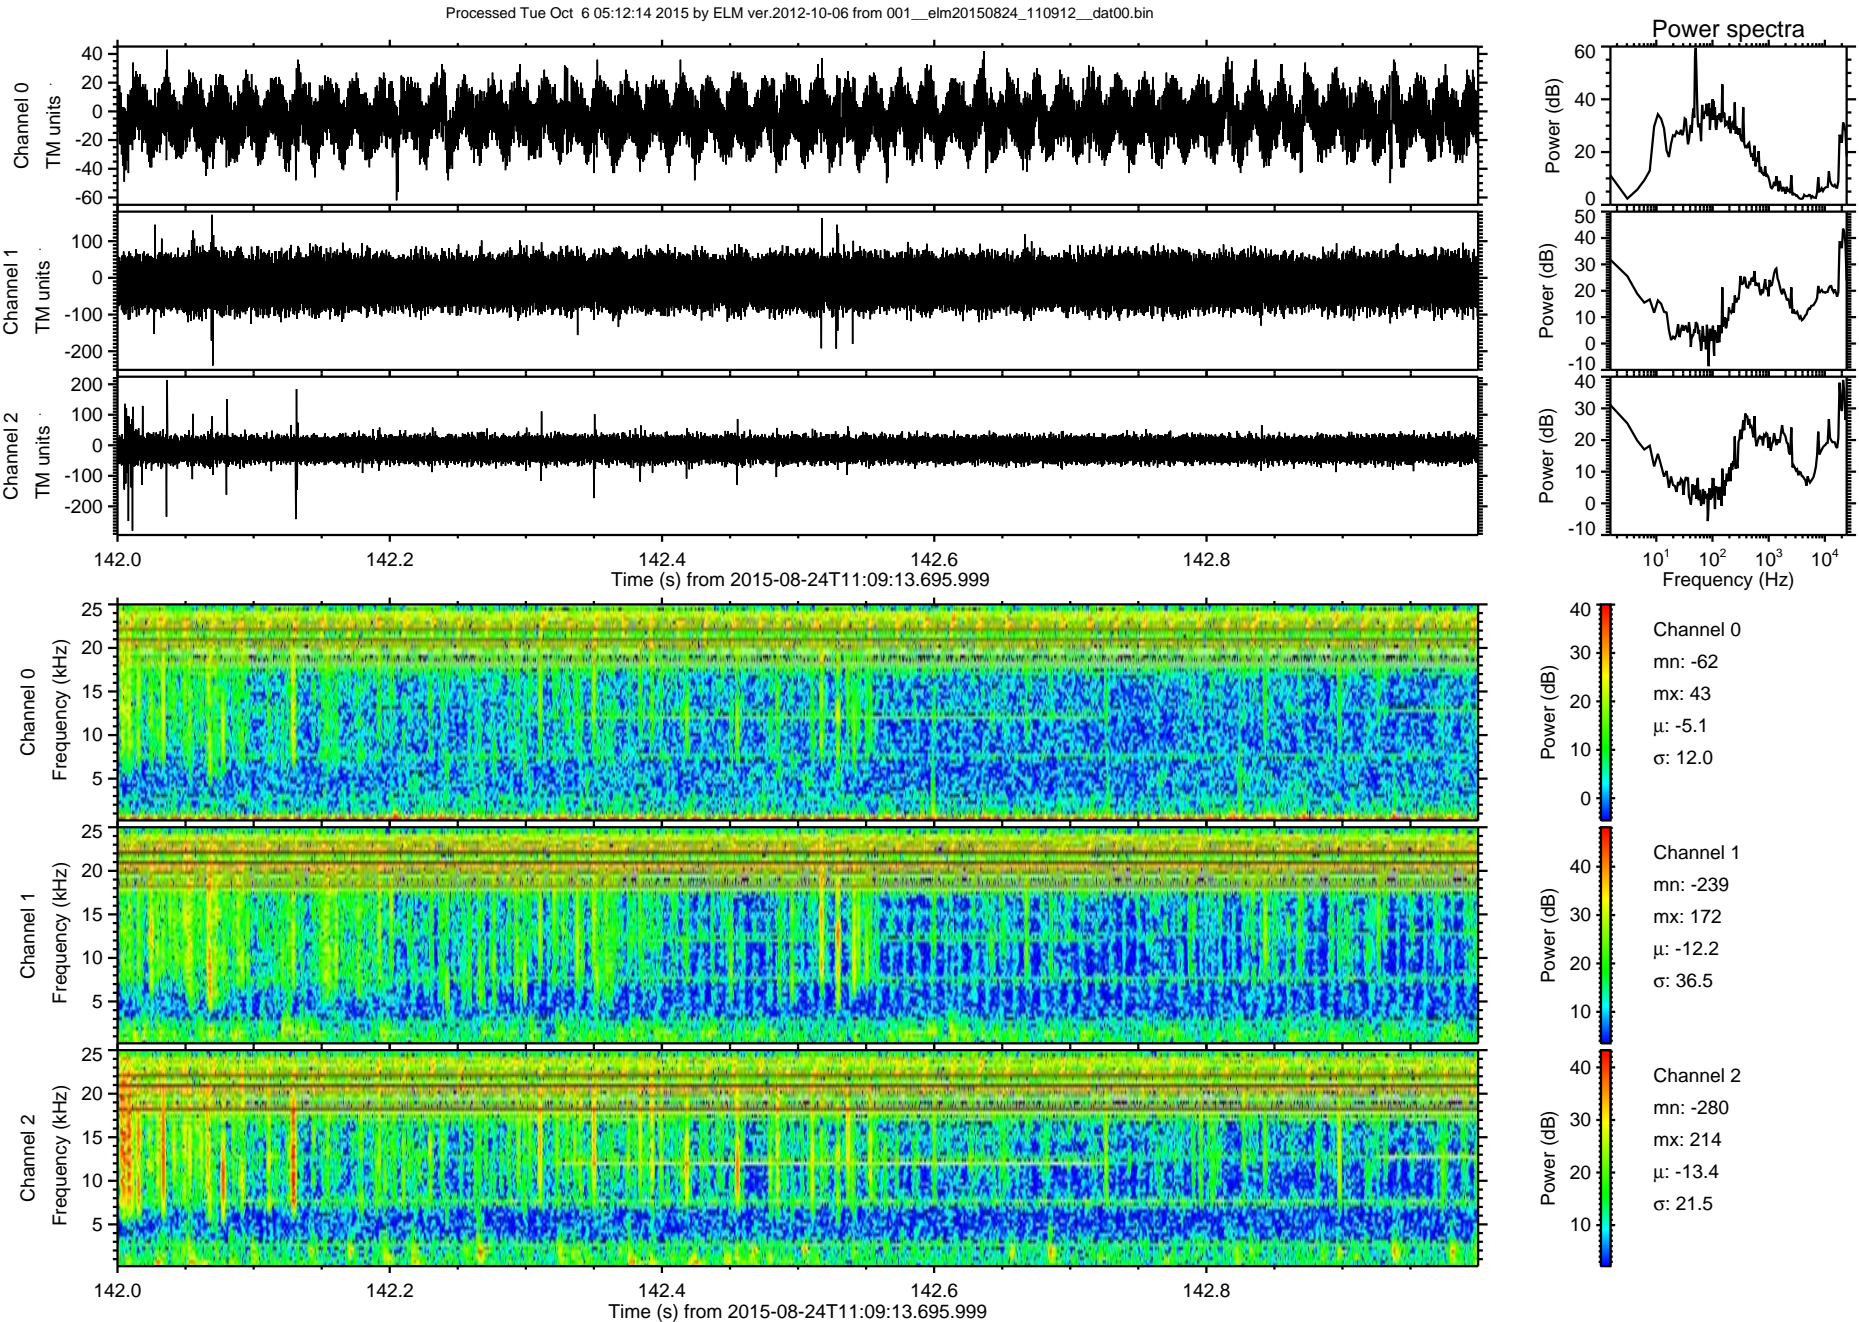 Processed Tue Oct  6 05:12:14 2015 by ELM ver.2012-10-06 from 001__elm20150824_110912__dat00.bin
Power spectra
Channel 0
TM units
40
20
0
-20
-40
-60
Power (dB)
60
40
20
0
Channel 1
TM units
100
0
-100
-200
Power (dB)
50
40
30
20
10
0
-10
Channel 2
TM units
200
100
0
-100
-200
Power (dB)
40
30
20
10
0
-10
142.0 142.2 142.4 142.6 142.8
Time (s) from 2015-08-24T11:09:13.695.999
10^1 10^2 10^3 10^4
Frequency (Hz)
Channel 0
Frequency (kHz)
25
20
15
10
5
Power (dB)
40
30
20
10
0
Channel 0
mn: -62
mx: 43
μ: -5.1
σ: 12.0
Channel 1
Frequency (kHz)
25
20
15
10
5
Power (dB)
40
30
20
10
Channel 1
mn: -239
mx: 172
μ: -12.2
σ: 36.5
Channel 2
Frequency (kHz)
25
20
15
10
5
Power (dB)
40
30
20
10
Channel 2
mn: -280
mx: 214
μ: -13.4
σ: 21.5
142.0 142.2 142.4 142.6 142.8
Time (s) from 2015-08-24T11:09:13.695.999